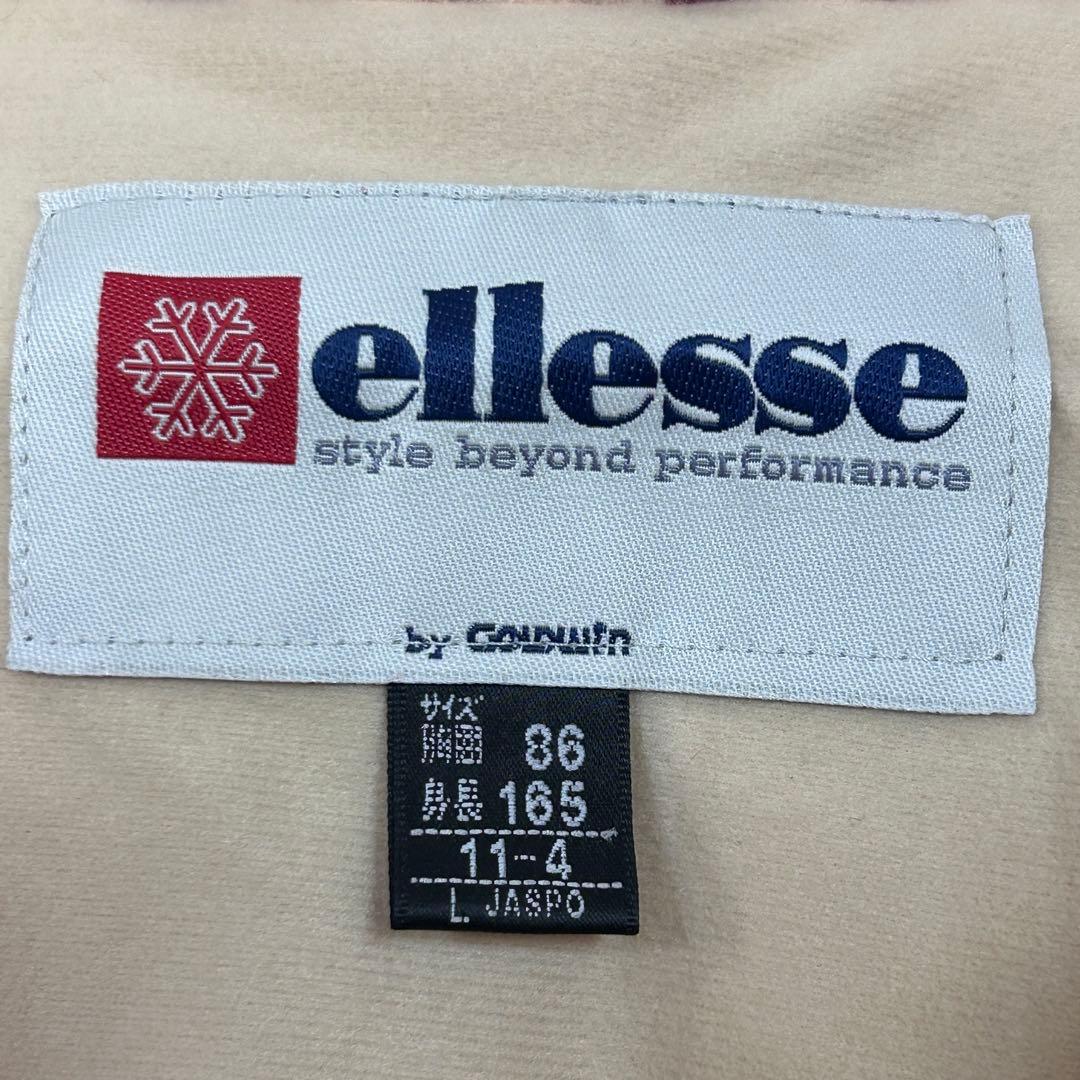 ellesse
style beyond performance
by GOLDWIN
サイズ
胸囲 86
身長 165
11-4
L. JASPO